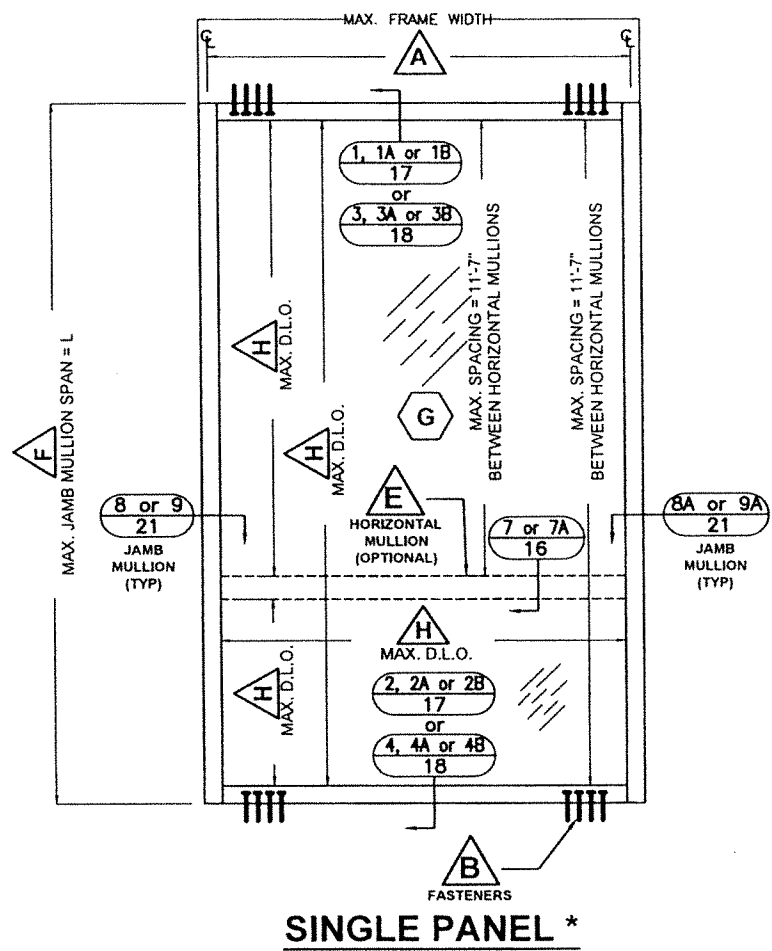 MAX. FRAME WIDTH
℄
℄
A
1, 1A or 1B
17
or
3, 3A or 3B
18
MAX. SPACING = 11'-7"
BETWEEN HORIZONTAL MULLIONS
MAX. SPACING = 11'-7"
BETWEEN HORIZONTAL MULLIONS
H
MAX. D.L.O.
G
F
MAX. JAMB MULLION SPAN = L
H
MAX. D.L.O.
E
HORIZONTAL
MULLION
(OPTIONAL)
8 or 9
21
JAMB
MULLION
(TYP)
7 or 7A
16
8A or 9A
21
JAMB
MULLION
(TYP)
H
MAX. D.L.O.
H
MAX. D.L.O.
2, 2A or 2B
17
or
4, 4A or 4B
18
B
FASTENERS
SINGLE PANEL *